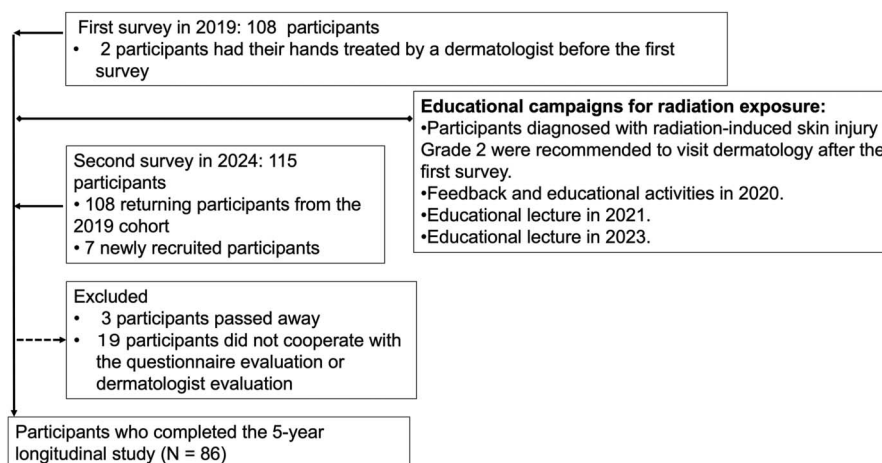 First survey in 2019: 108 participants
• 2 participants had their hands treated by a dermatologist before the first
survey
Educational campaigns for radiation exposure:
•Participants diagnosed with radiation-induced skin injury
Grade 2 were recommended to visit dermatology after the
first survey.
•Feedback and educational activities in 2020.
•Educational lecture in 2021.
•Educational lecture in 2023.
Second survey in 2024: 115
participants
• 108 returning participants from the
2019 cohort
• 7 newly recruited participants
Excluded
• 3 participants passed away
• 19 participants did not cooperate with
the questionnaire evaluation or
dermatologist evaluation
Participants who completed the 5-year
longitudinal study (N = 86)